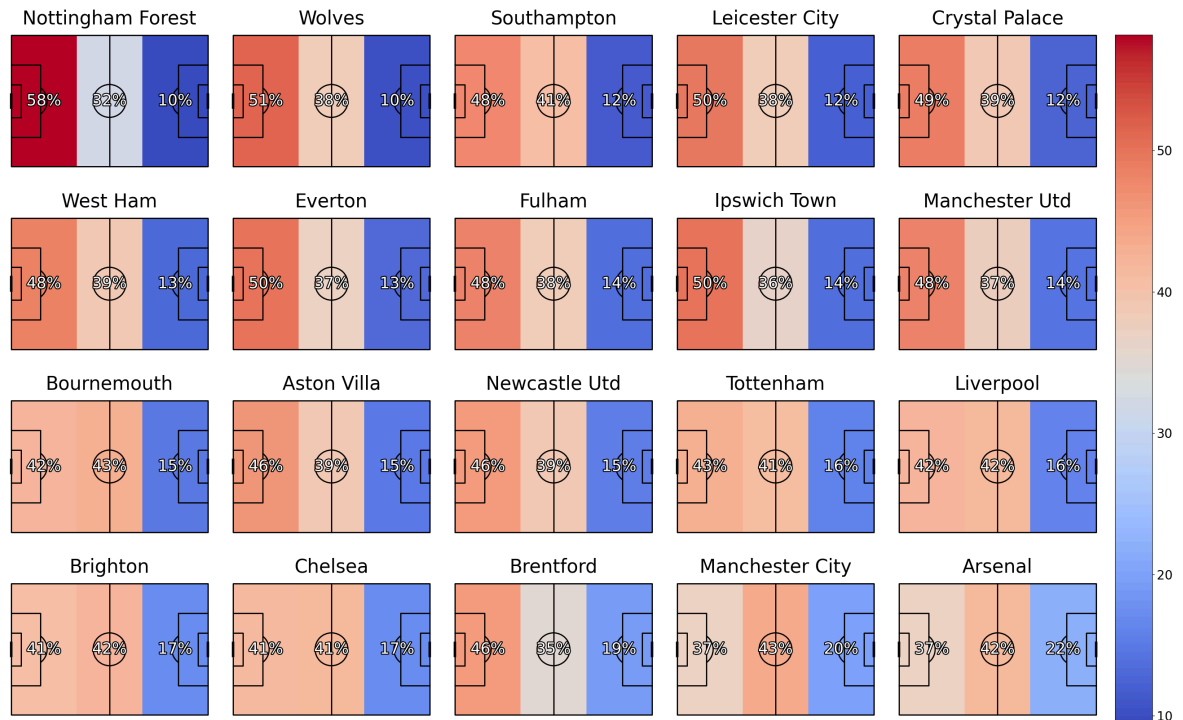 Nottingham Forest Wolves Southampton Leicester City Crystal Palace
58% 32% 10% 51% 38% 10% 48% 41% 12% 50% 38% 12% 49% 39% 12%
50
West Ham Everton Fulham Ipswich Town Manchester Utd
48% 39% 13% 50% 37% 13% 48% 38% 14% 50% 36% 14% 48% 37% 14%
40
Bournemouth Aston Villa Newcastle Utd Tottenham Liverpool
30
42% 43% 15% 46% 39% 15% 46% 39% 15% 43% 41% 16% 42% 42% 16%
Brighton Chelsea Brentford Manchester City Arsenal
20
41% 42% 17% 41% 41% 17% 46% 35% 19% 37% 43% 20% 37% 42% 22%
10